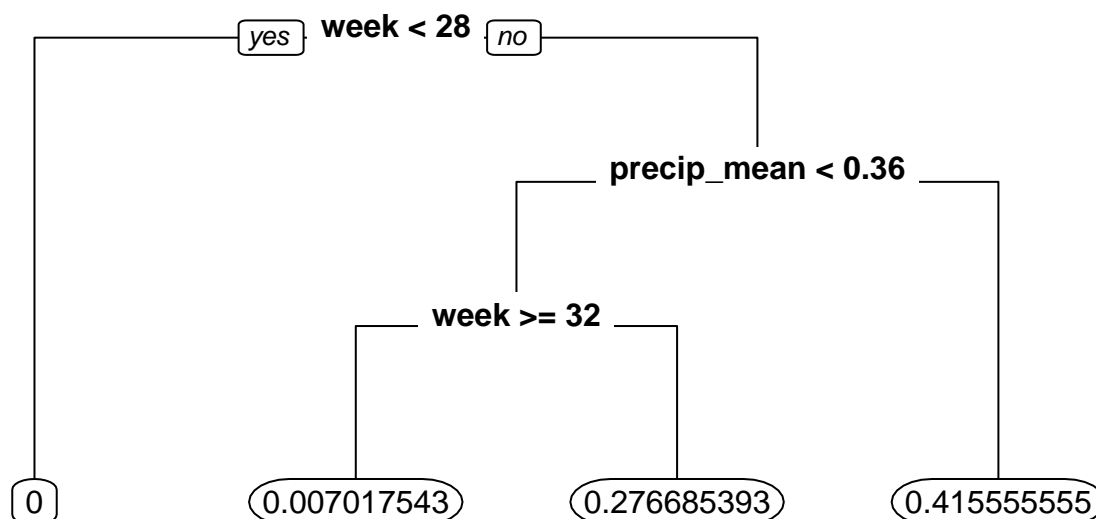 yes week < 28 no
precip_mean < 0.36
week >= 32
0 0.007017543 0.276685393 0.415555555